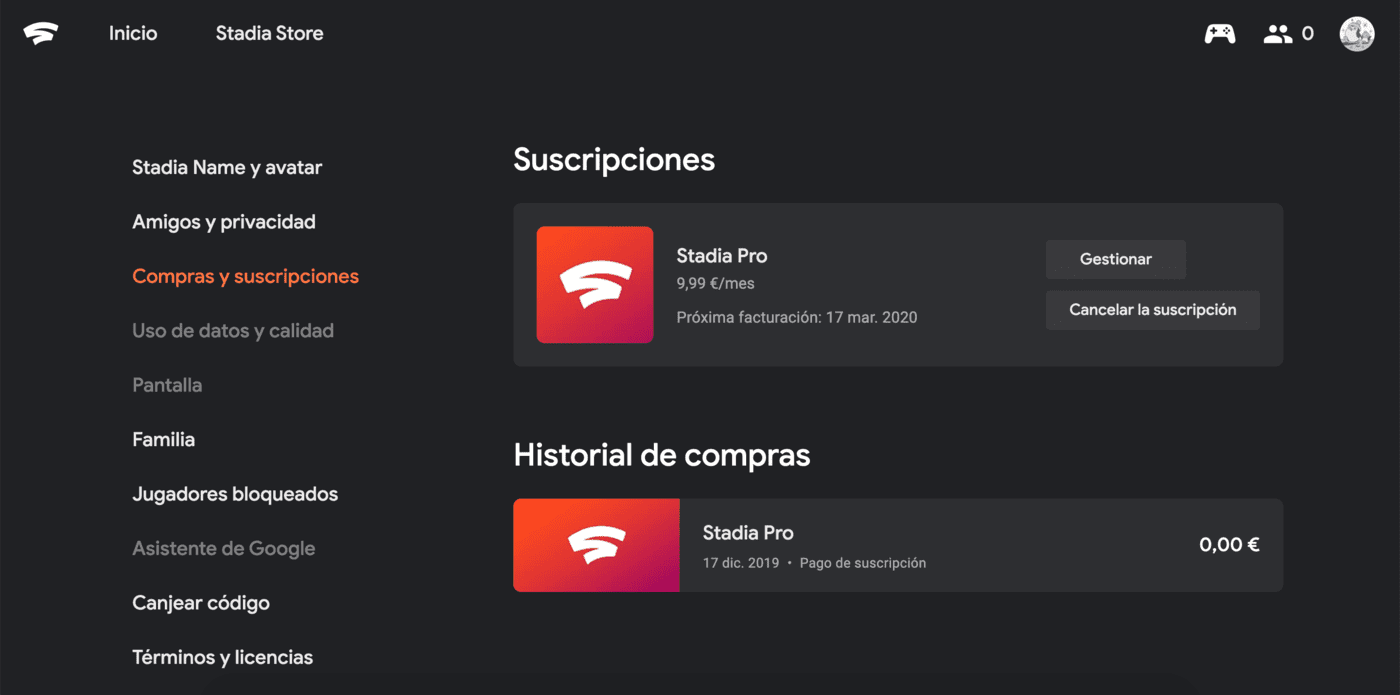 Inicio
Stadia Store
0
Stadia Name y avatar
Amigos y privacidad
Compras y suscripciones
Uso de datos y calidad
Pantalla
Familia
Jugadores bloqueados
Asistente de Google
Canjear código
Términos y licencias
Suscripciones
Stadia Pro
9,99 €/mes
Próxima facturación: 17 mar. 2020
Gestionar
Cancelar la suscripción
Historial de compras
Stadia Pro
17 dic. 2019 • Pago de suscripción
0,00 €